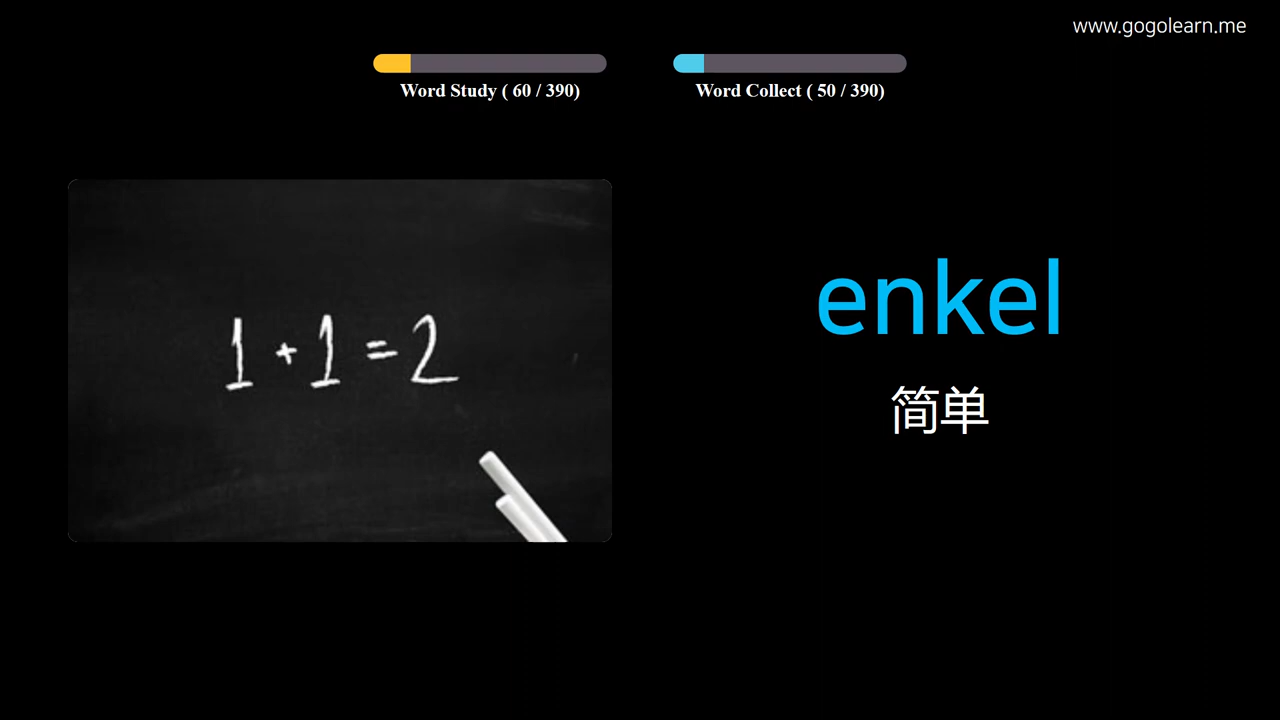 www.gogolearn.me
Word Study ( 60 / 390)
Word Collect ( 50 / 390)
1 + 1 = 2
enkel
简单